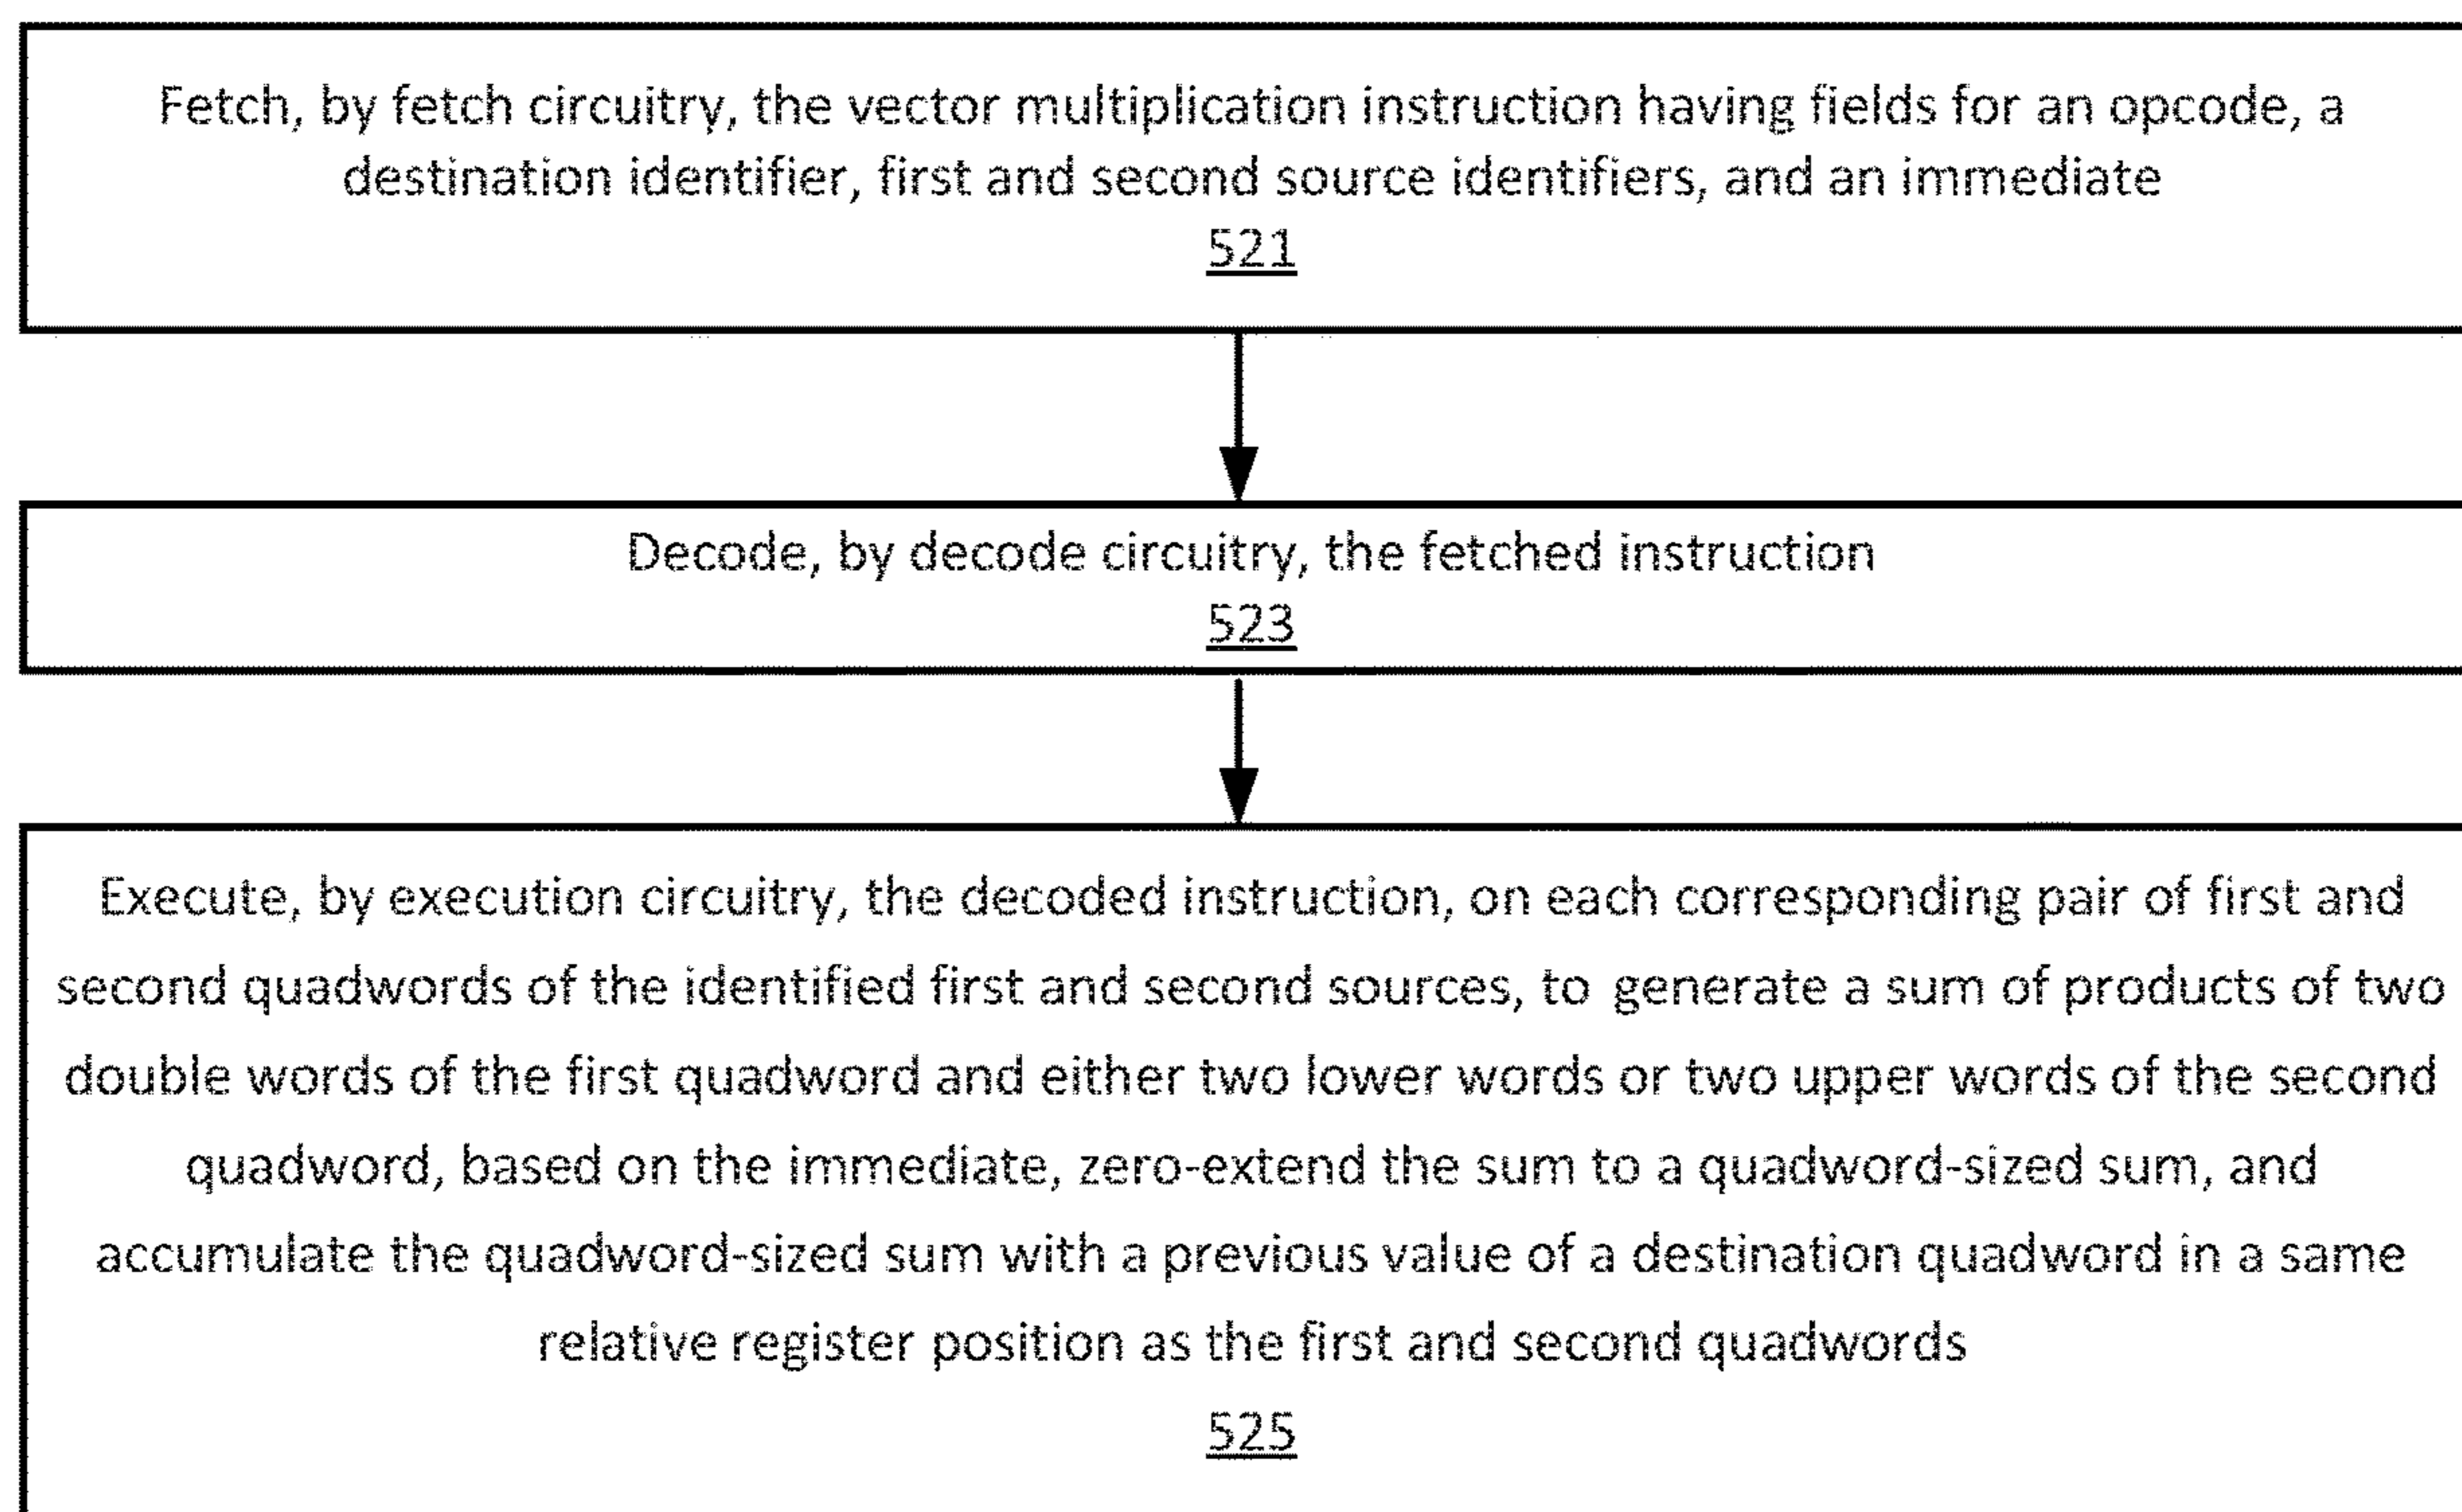 Fetch, by fetch circuitry, the vector multiplication instruction having fields for an opcode, a
destination identifier, first and second source identifiers, and an immediate
521
Decode, by decode circuitry, the fetched instruction
523
Execute, by execution circuitry, the decoded instruction, on each corresponding pair of first and
second quadwords of the identified first and second sources, to generate a sum of products of two
double words of the first quadword and either two lower words or two upper words of the second
quadword, based on the immediate, zero-extend the sum to a quadword-sized sum, and
accumulate the quadword-sized sum with a previous value of a destination quadword in a same
relative register position as the first and second quadwords
525